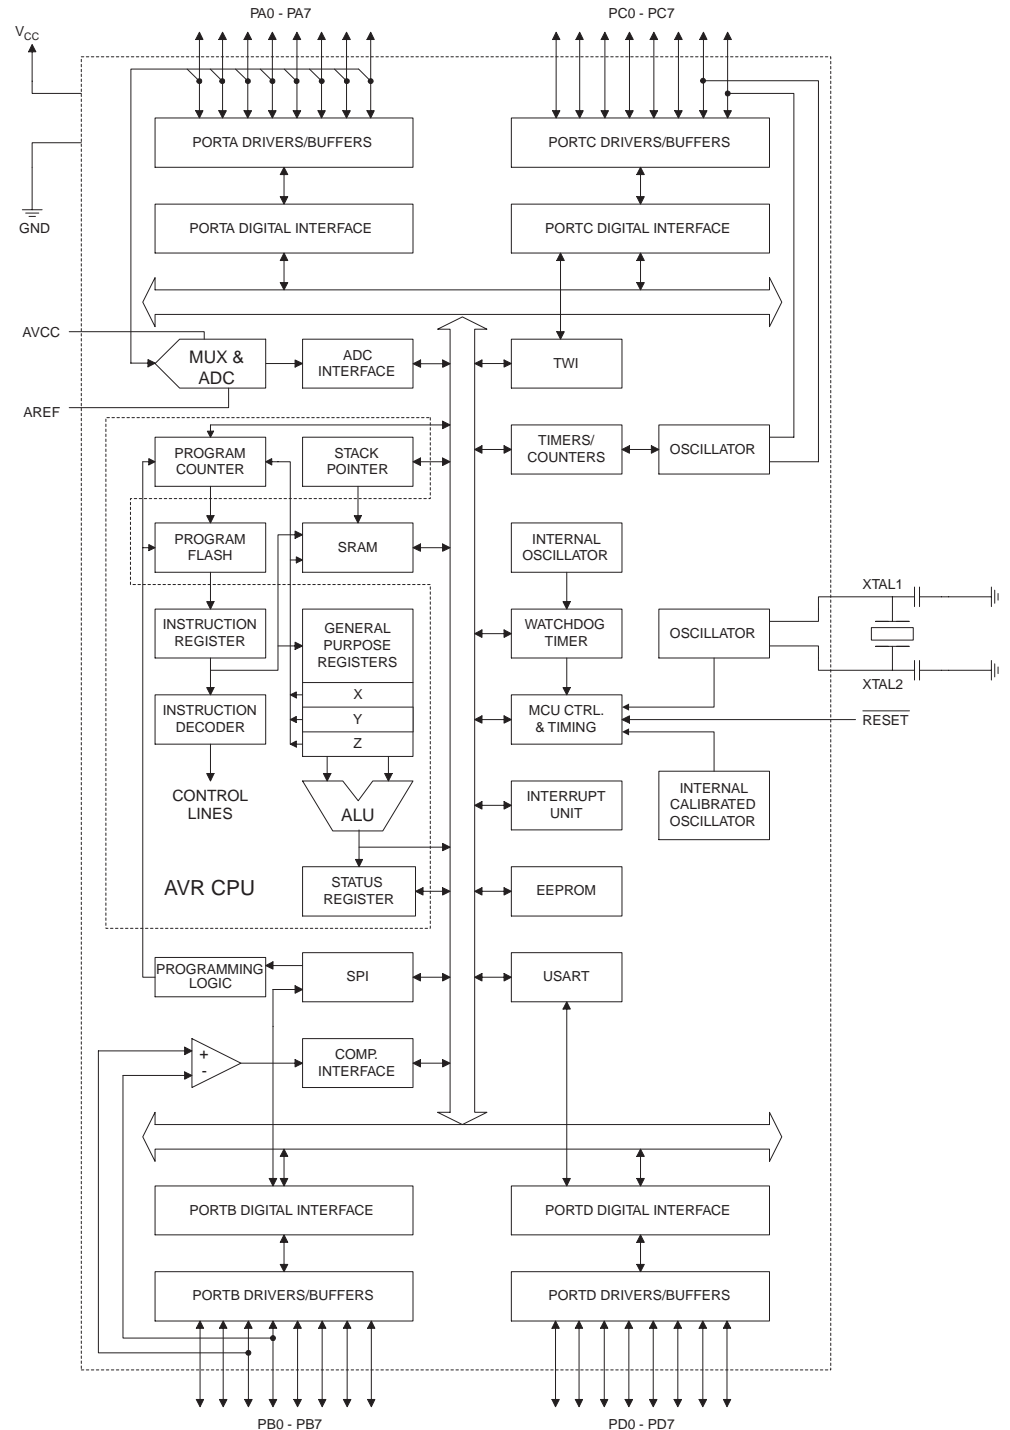 PA0 - PA7
PC0 - PC7
VCC
PORTA DRIVERS/BUFFERS
PORTC DRIVERS/BUFFERS
GND
PORTA DIGITAL INTERFACE
PORTC DIGITAL INTERFACE
AVCC
MUX &
ADC
ADC
INTERFACE
TWI
AREF
PROGRAM
COUNTER
STACK
POINTER
TIMERS/
COUNTERS
OSCILLATOR
PROGRAM
FLASH
SRAM
INTERNAL
OSCILLATOR
XTAL1
INSTRUCTION
REGISTER
GENERAL
PURPOSE
REGISTERS
WATCHDOG
TIMER
OSCILLATOR
XTAL2
X
Y
Z
INSTRUCTION
DECODER
MCU CTRL.
& TIMING
RESET
CONTROL
LINES
ALU
INTERRUPT
UNIT
INTERNAL
CALIBRATED
OSCILLATOR
AVR CPU
STATUS
REGISTER
EEPROM
PROGRAMMING
LOGIC
SPI
USART
+
-
COMP.
INTERFACE
PORTB DIGITAL INTERFACE
PORTD DIGITAL INTERFACE
PORTB DRIVERS/BUFFERS
PORTD DRIVERS/BUFFERS
PB0 - PB7
PD0 - PD7